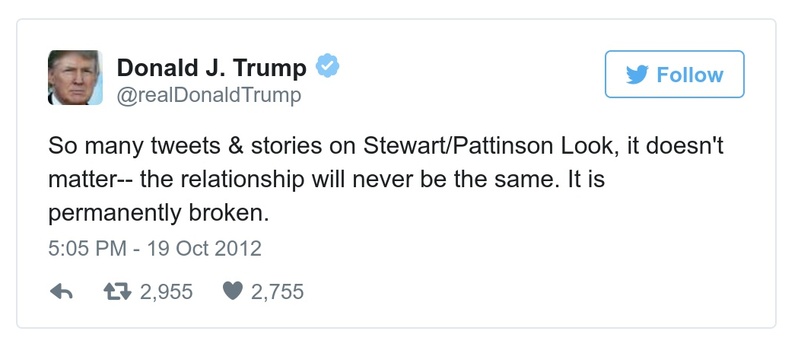 Donald J. Trump
@realDonaldTrump
Follow
So many tweets & stories on Stewart/Pattinson Look, it doesn't
matter-- the relationship will never be the same. It is
permanently broken.
5:05 PM - 19 Oct 2012
2,955 2,755